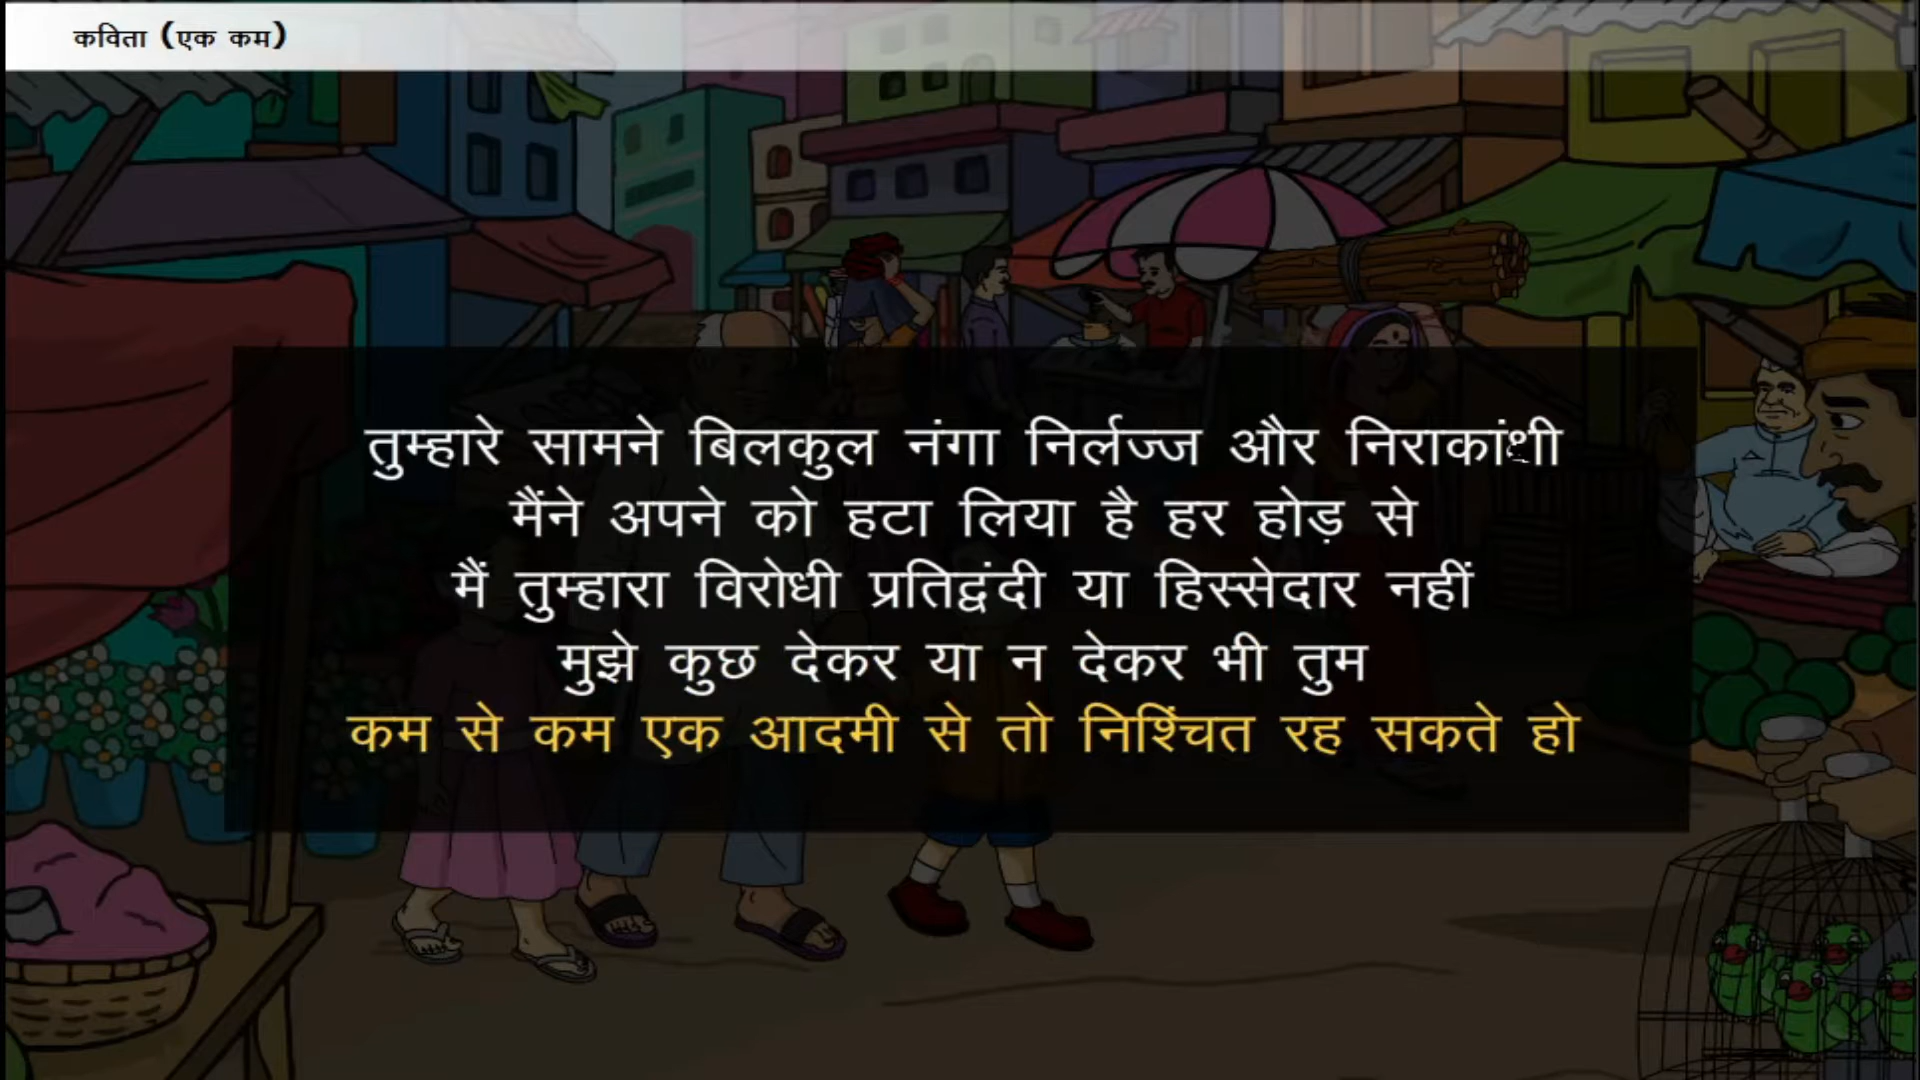 कविता (एक कम)
तुम्हारे सामने बिलकुल नंगा निर्लज्ज और निराकांक्षी
मैंने अपने को हटा लिया है हर होड़ से
मैं तुम्हारा विरोधी प्रतिद्वंदी या हिस्सेदार नहीं
मुझे कुछ देकर या न देकर भी तुम
कम से कम एक आदमी से तो निश्चिंत रह सकते हो